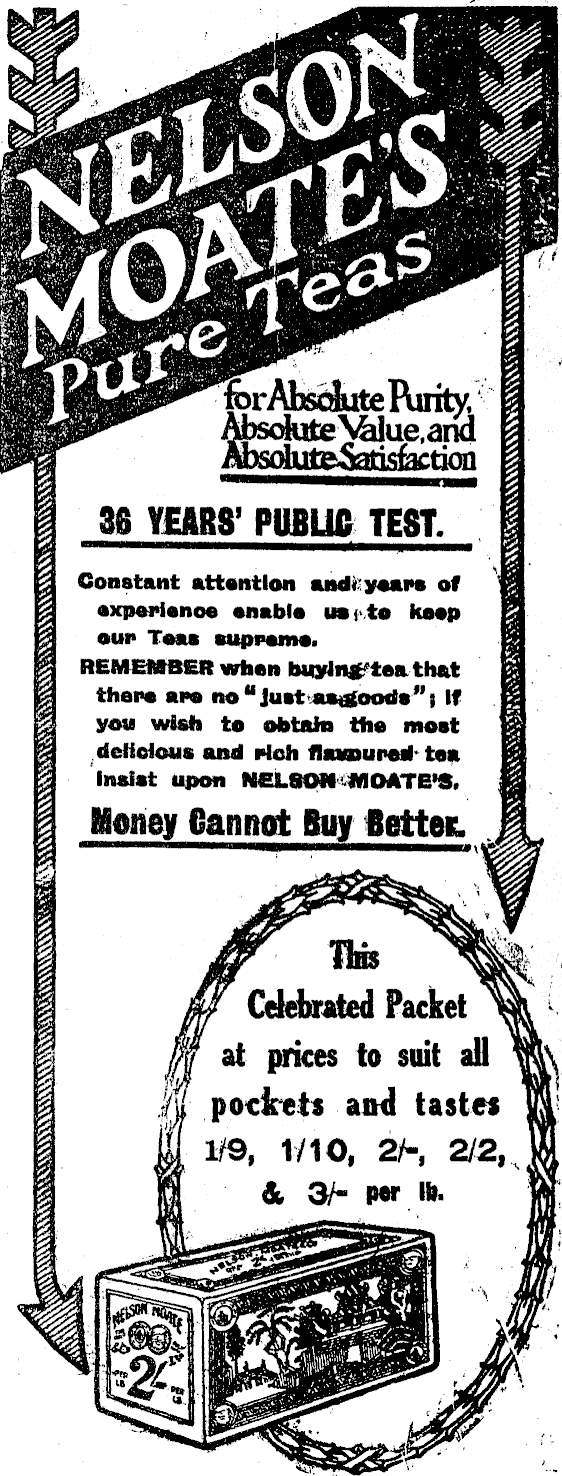 NELSON
MOATE'S
Pure Teas
for Absolute Purity,
Absolute Value, and
Absolute Satisfaction
36 YEARS' PUBLIC TEST.
Constant attention and years of
experience enable us to keep
our Teas supreme.
REMEMBER when buying tea that
there are no "just as goods"; if
you wish to obtain the most
delicious and rich flavoured tea
insist upon NELSON MOATE'S.
Money Cannot Buy Better.
This
Celebrated Packet
at prices to suit all
pockets and tastes
1/9, 1/10, 2/-, 2/2,
& 3/- per lb.
NELSON MOATE
2/-
PER LB
PER LB